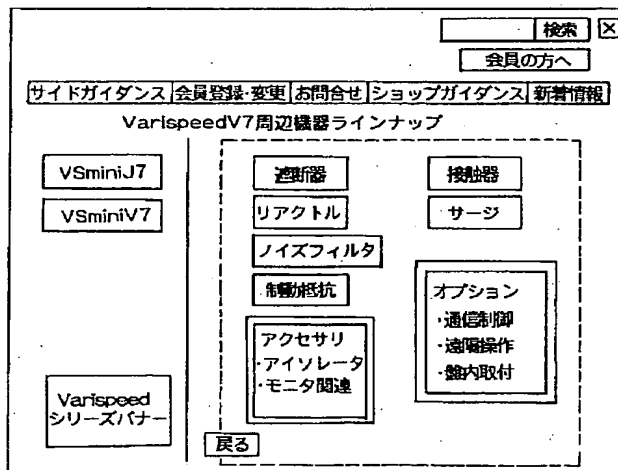 検索
会員の方へ
サイドガイダンス 会員登録・変更 お問合せ ショップガイダンス 新着情報
VarispeedV7周辺機器ラインナップ
VSminiJ7
VSminiV7
Varispeed
シリーズバナー
遮断器
接触器
リアクトル
サージ
ノイズフィルタ
制動抵抗
アクセサリ
・アイソレータ
・モニタ関連
オプション
・通信制御
・遠隔操作
・盤内取付
戻る